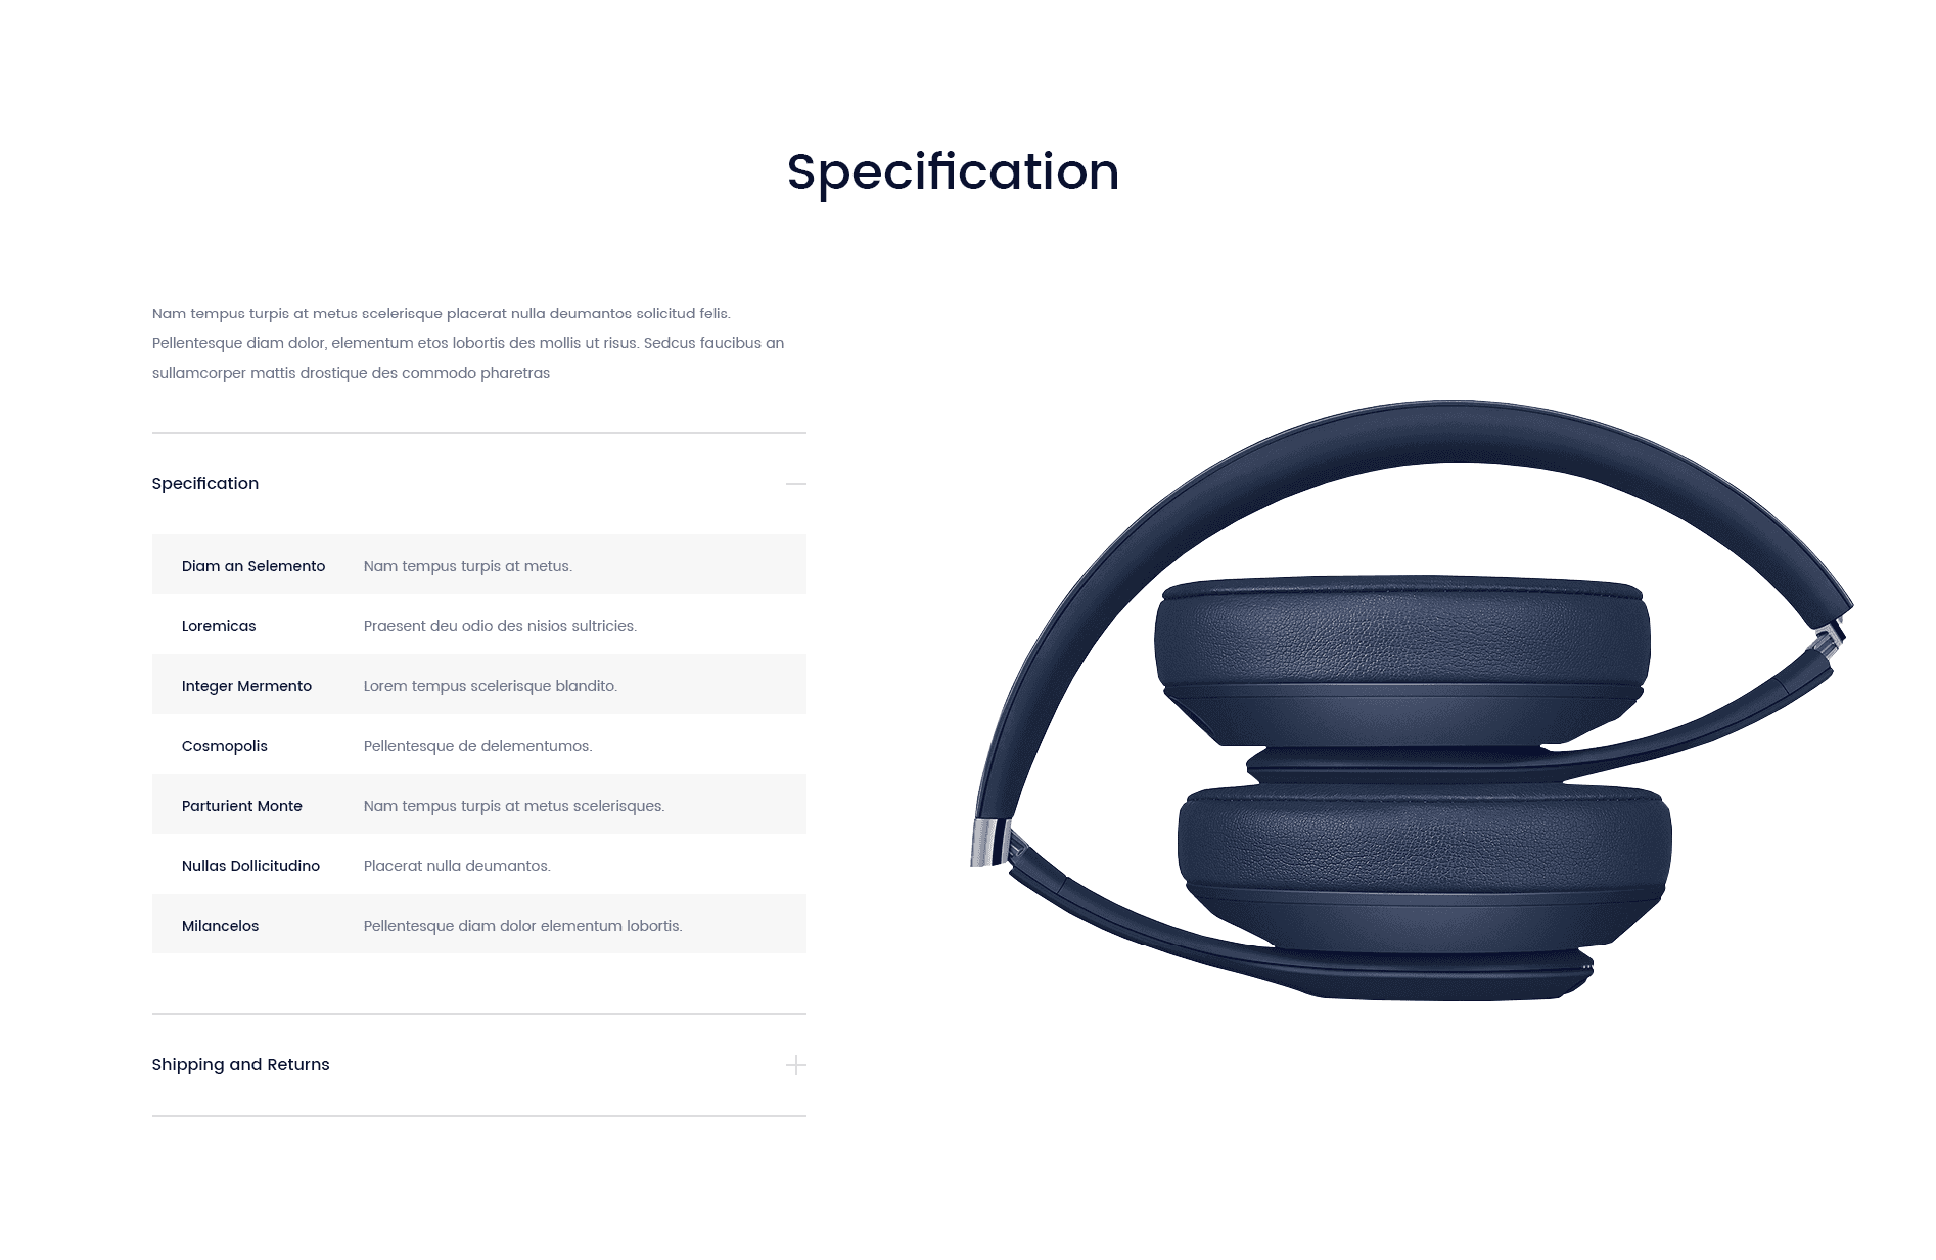 Specification
Nam tempus turpis at metus scelerisque placerat nulla deumantos solicitud felis.
Pellentesque diam dolor, elementum etos lobortis des mollis ut risus. Sedcus faucibus an
sullamcorper mattis drostique des commodo pharetras
Specification
Diam an Selemento Nam tempus turpis at metus.
Loremicas Praesent deu odio des nisios sultricies.
Integer Mermento Lorem tempus scelerisque blandito.
Cosmopolis Pellentesque de delementumos.
Parturient Monte Nam tempus turpis at metus scelerisques.
Nullas Dollicitudino Placerat nulla deumantos.
Milancelos Pellentesque diam dolor elementum lobortis.
Shipping and Returns